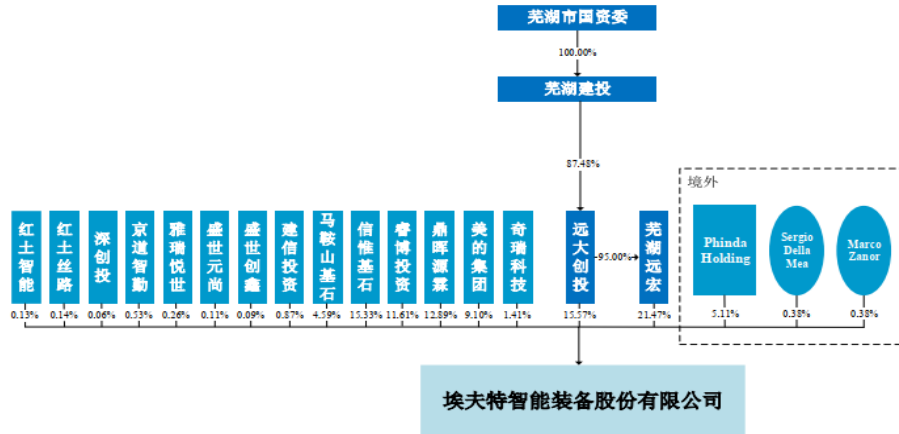 芜湖市国资委
100.00%
芜湖建投
87.48%
境外
红土智能
红土丝路
深创投
京道智勤
雅瑞悦世
盛世元尚
盛世创鑫
建信投资
马鞍山基石
信惟基石
睿博投资
鼎晖源霖
美的集团
奇瑞科技
远大创投
95.00%
芜湖远宏
Phinda
Holding
Sergio
Della
Mea
Marco
Zanor
0.13%
0.14%
0.06%
0.53%
0.26%
0.11%
0.09%
0.87%
4.59%
15.33%
11.61%
12.89%
9.10%
1.41%
15.57%
21.47%
5.11%
0.38%
0.38%
埃夫特智能装备股份有限公司